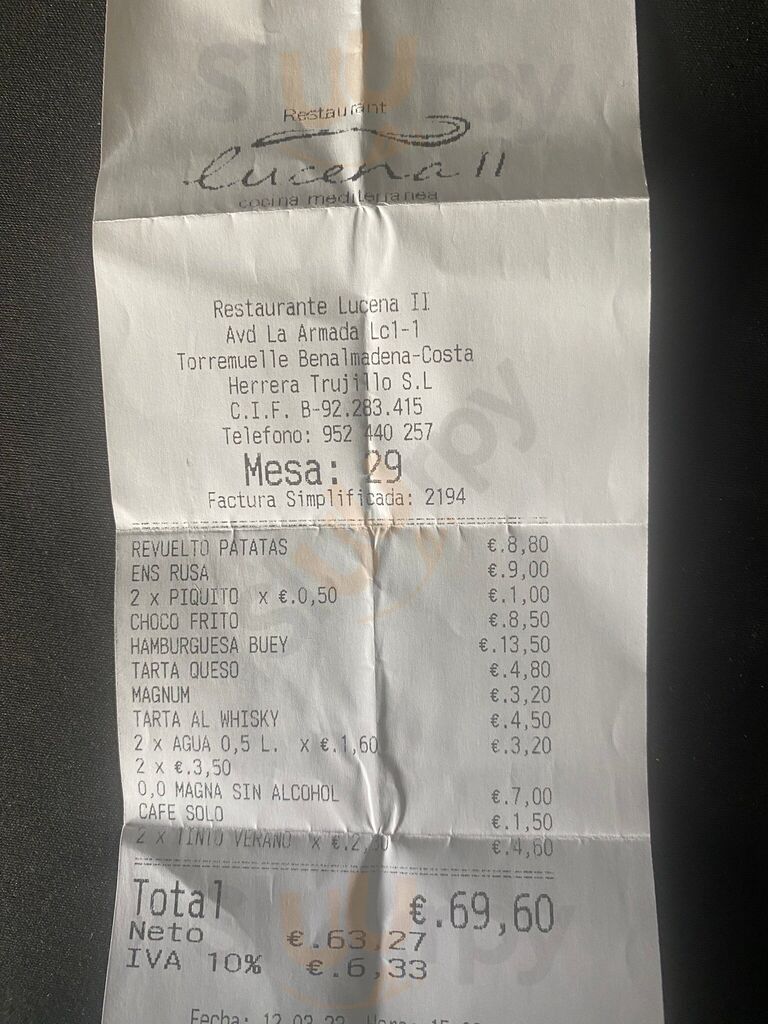 Restaurant
Lucena II
cocina mediterranea
Restaurante Lucena II
Avd La Armada Lc1-1
Torremuelle Benalmadena-Costa
Herrera Trujillo S.L
C.I.F. B-92.283.415
Telefono: 952 440 257
Mesa: 29
Factura Simplificada: 2194
REVUELTO PATATAS €.8,80
ENS RUSA €.9,00
2 x PIQUITO x €.0,50 €.1,00
CHOCO FRITO €.8,50
HAMBURGUESA BUEY €.13,50
TARTA QUESO €.4,80
MAGNUM €.3,20
TARTA AL WHISKY €.4,50
2 x AGUA 0,5 L. x €.1,60 €.3,20
2 x €.3,50
0,0 MAGNA SIN ALCOHOL €.7,00
CAFE SOLO €.1,50
2 x TINTO VERANO x €.2,30 €.4,60
Total €.69,60
Neto €.63,27
IVA 10% €.6,33
Fecha: